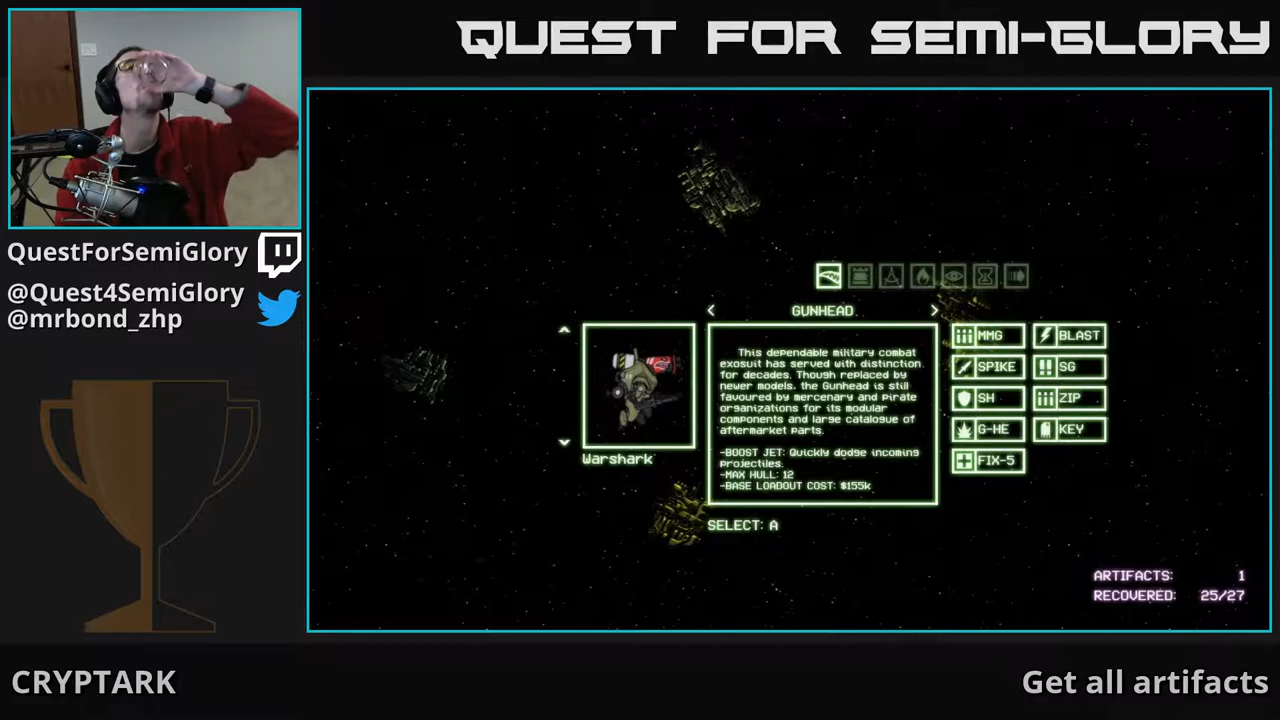 QUEST FOR SEMI-GLORY
QuestForSemiGlory
@Quest4SemiGlory
@mrbond_zhp
GUNHEAD
This dependable military combat
exosuit has served with distinction
for decades. Though replaced by
newer models, the Gunhead is still
favoured by mercenary and pirate
organizations for its modular
components and large catalogue of
aftermarket parts.
-BOOST JET: Quickly dodge incoming
projectiles.
-MAX HULL: 12
-BASE LOADOUT COST: $155k
Warshark
SELECT: A
MMG
BLAST
SPIKE
SG
SH
ZIP
G-HE
KEY
FIX-5
ARTIFACTS: 1
RECOVERED: 25/27
CRYPTARK
Get all artifacts